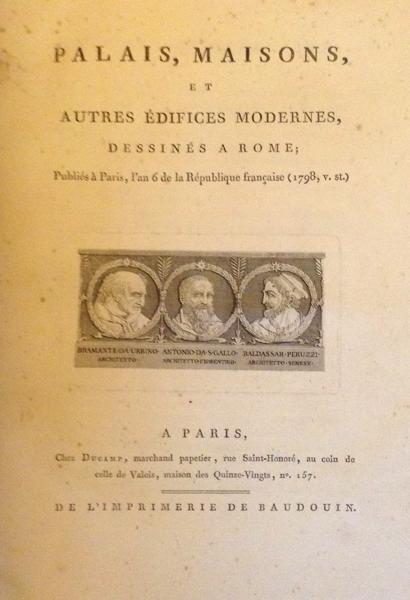 PALAIS, MAISONS,
ET
AUTRES ÉDIFICES MODERNES,
DESSINÉS A ROME;
Publiés à Paris, l'an 6 de la République française (1798, v. st.)
BRAMANTE·DA·URBINO· ANTONIO·DA·S·GALLO· BALDASSAR·PERUZZI·
ARCHITETTO· ARCHITETTO·FIORENTINO· ARCHITETTO·SENESE·
A PARIS,
Chez DUCAMP, marchand papetier, rue Saint-Honoré, au coin de
celle de Valois, maison des Quinze-Vingts, nº. 157.
DE L'IMPRIMERIE DE BAUDOUIN.